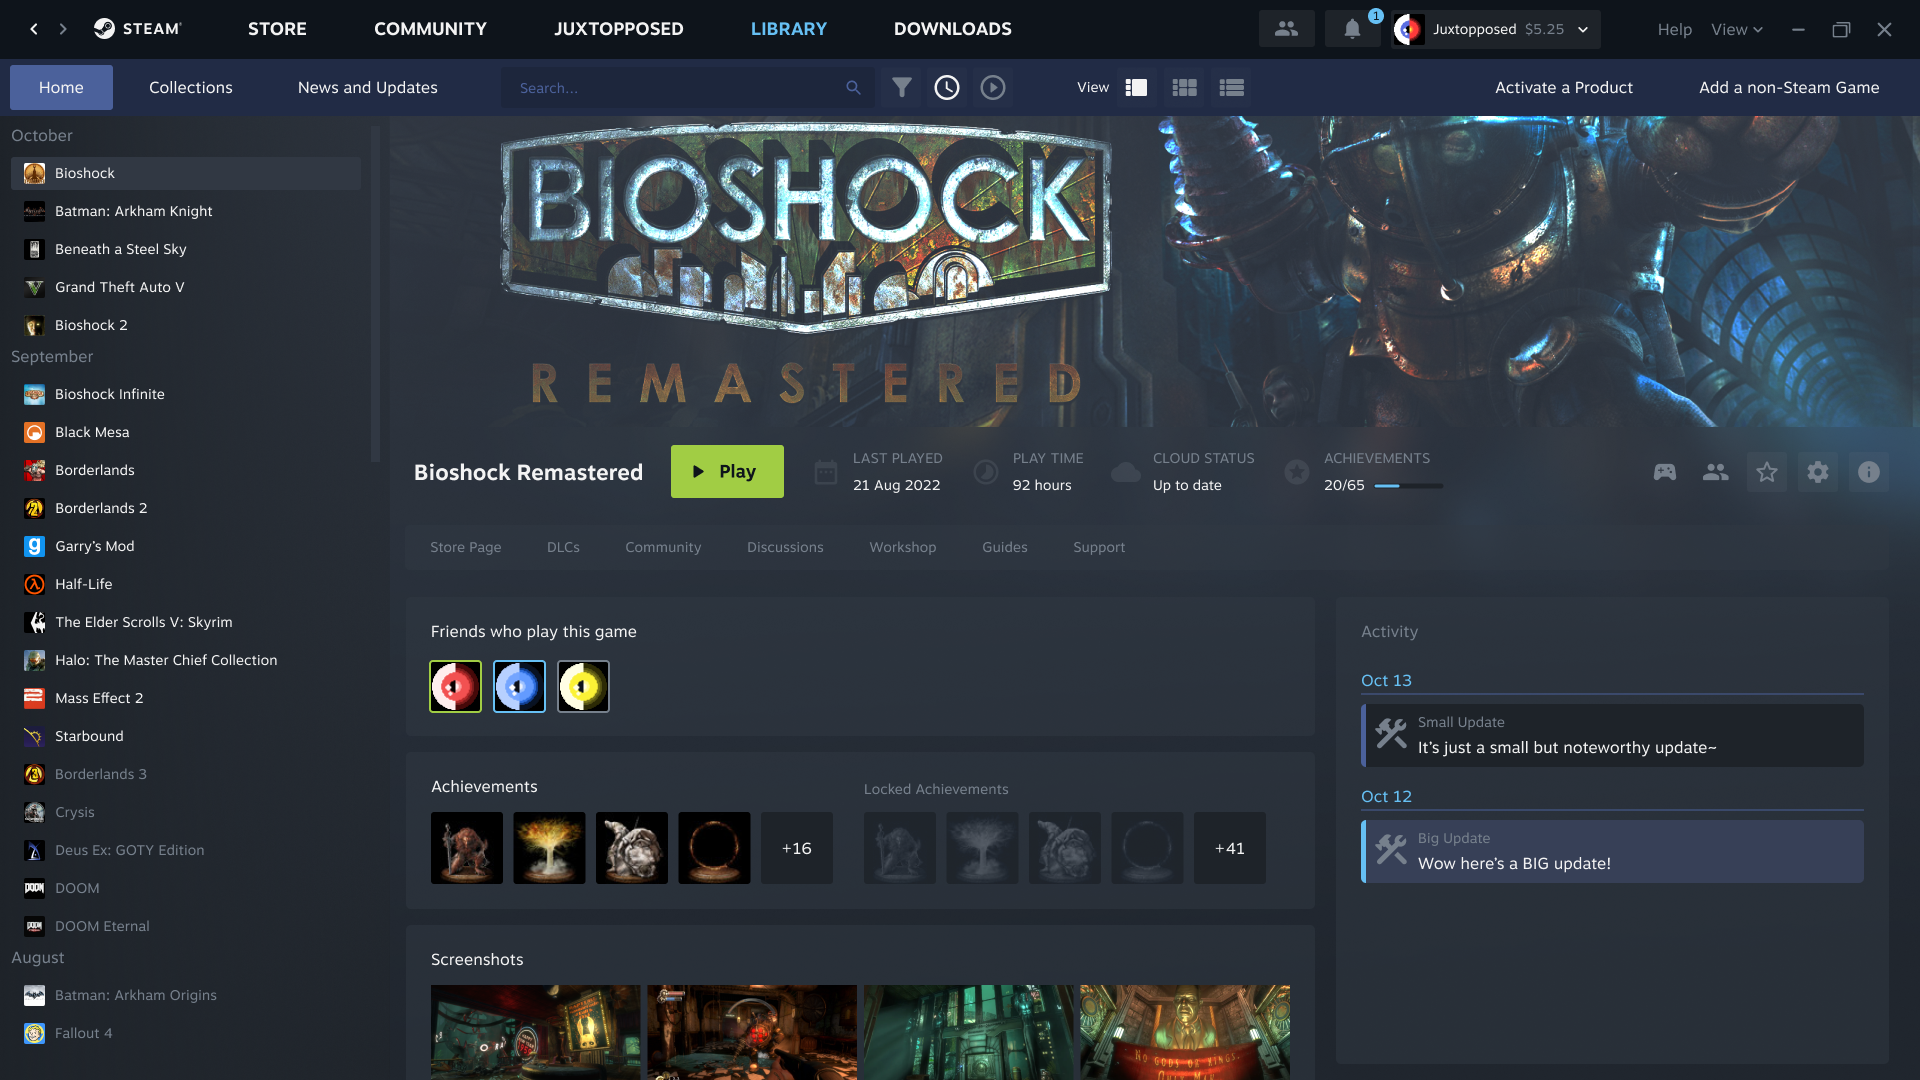 STEAM
STORE
COMMUNITY
JUXTOPPOSED
LIBRARY
DOWNLOADS
1
Juxtopposed $5.25
Help
View
Home
Collections
News and Updates
Search...
View
Activate a Product
Add a non-Steam Game
October
Bioshock
Batman: Arkham Knight
Beneath a Steel Sky
Grand Theft Auto V
Bioshock 2
September
Bioshock Infinite
Black Mesa
Borderlands
Borderlands 2
Garry's Mod
Half-Life
The Elder Scrolls V: Skyrim
Halo: The Master Chief Collection
Mass Effect 2
Starbound
Borderlands 3
Crysis
Deus Ex: GOTY Edition
DOOM
DOOM Eternal
August
Batman: Arkham Origins
Fallout 4
BIOSHOCK
REMASTERED
Bioshock Remastered
Play
LAST PLAYED
21 Aug 2022
PLAY TIME
92 hours
CLOUD STATUS
Up to date
ACHIEVEMENTS
20/65
Store Page
DLCs
Community
Discussions
Workshop
Guides
Support
Friends who play this game
Achievements
+16
Locked Achievements
+41
Screenshots
NO GODS OR KINGS.
ONLY MAN
Activity
Oct 13
Small Update
It's just a small but noteworthy update~
Oct 12
Big Update
Wow here's a BIG update!